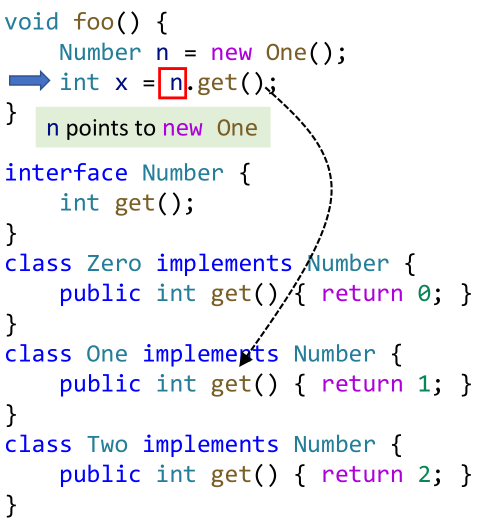 void foo() {
    Number n = new One();
    int x = n.get();
}
n points to new One
interface Number {
    int get();
}
class Zero implements Number {
    public int get() { return 0; }
}
class One implements Number {
    public int get() { return 1; }
}
class Two implements Number {
    public int get() { return 2; }
}